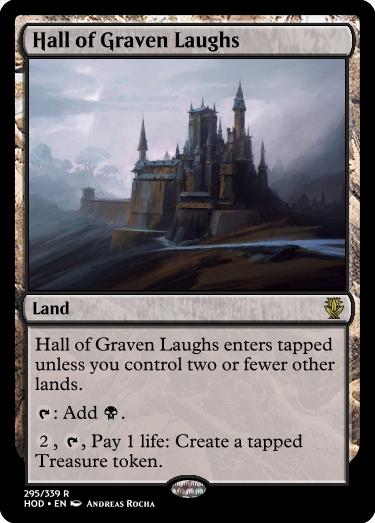 Hall of Graven Laughs
Land
Hall of Graven Laughs enters tapped
unless you control two or fewer other
lands.
: Add .
2 , , Pay 1 life: Create a tapped
Treasure token.
295/339 R
HOD • EN Andreas Rocha